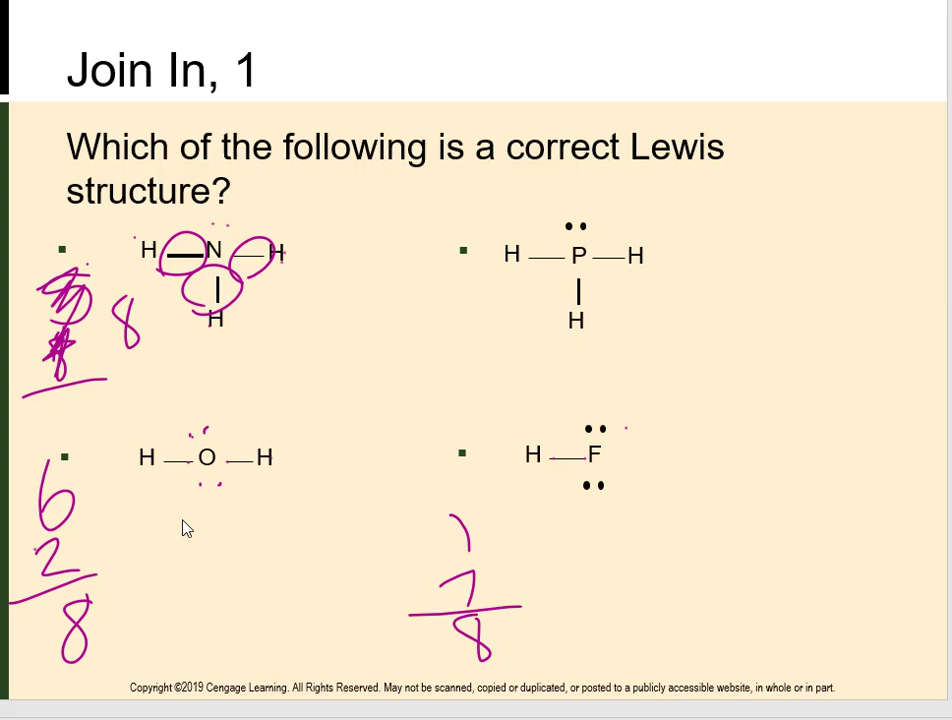 Join In, 1
Which of the following is a correct Lewis
structure?
H N H
H
8
H P H
H
H O H
6
2
8
H F
1
7
8
Copyright ©2019 Cengage Learning. All Rights Reserved. May not be scanned, copied or duplicated, or posted to a publicly accessible website, in whole or in part.